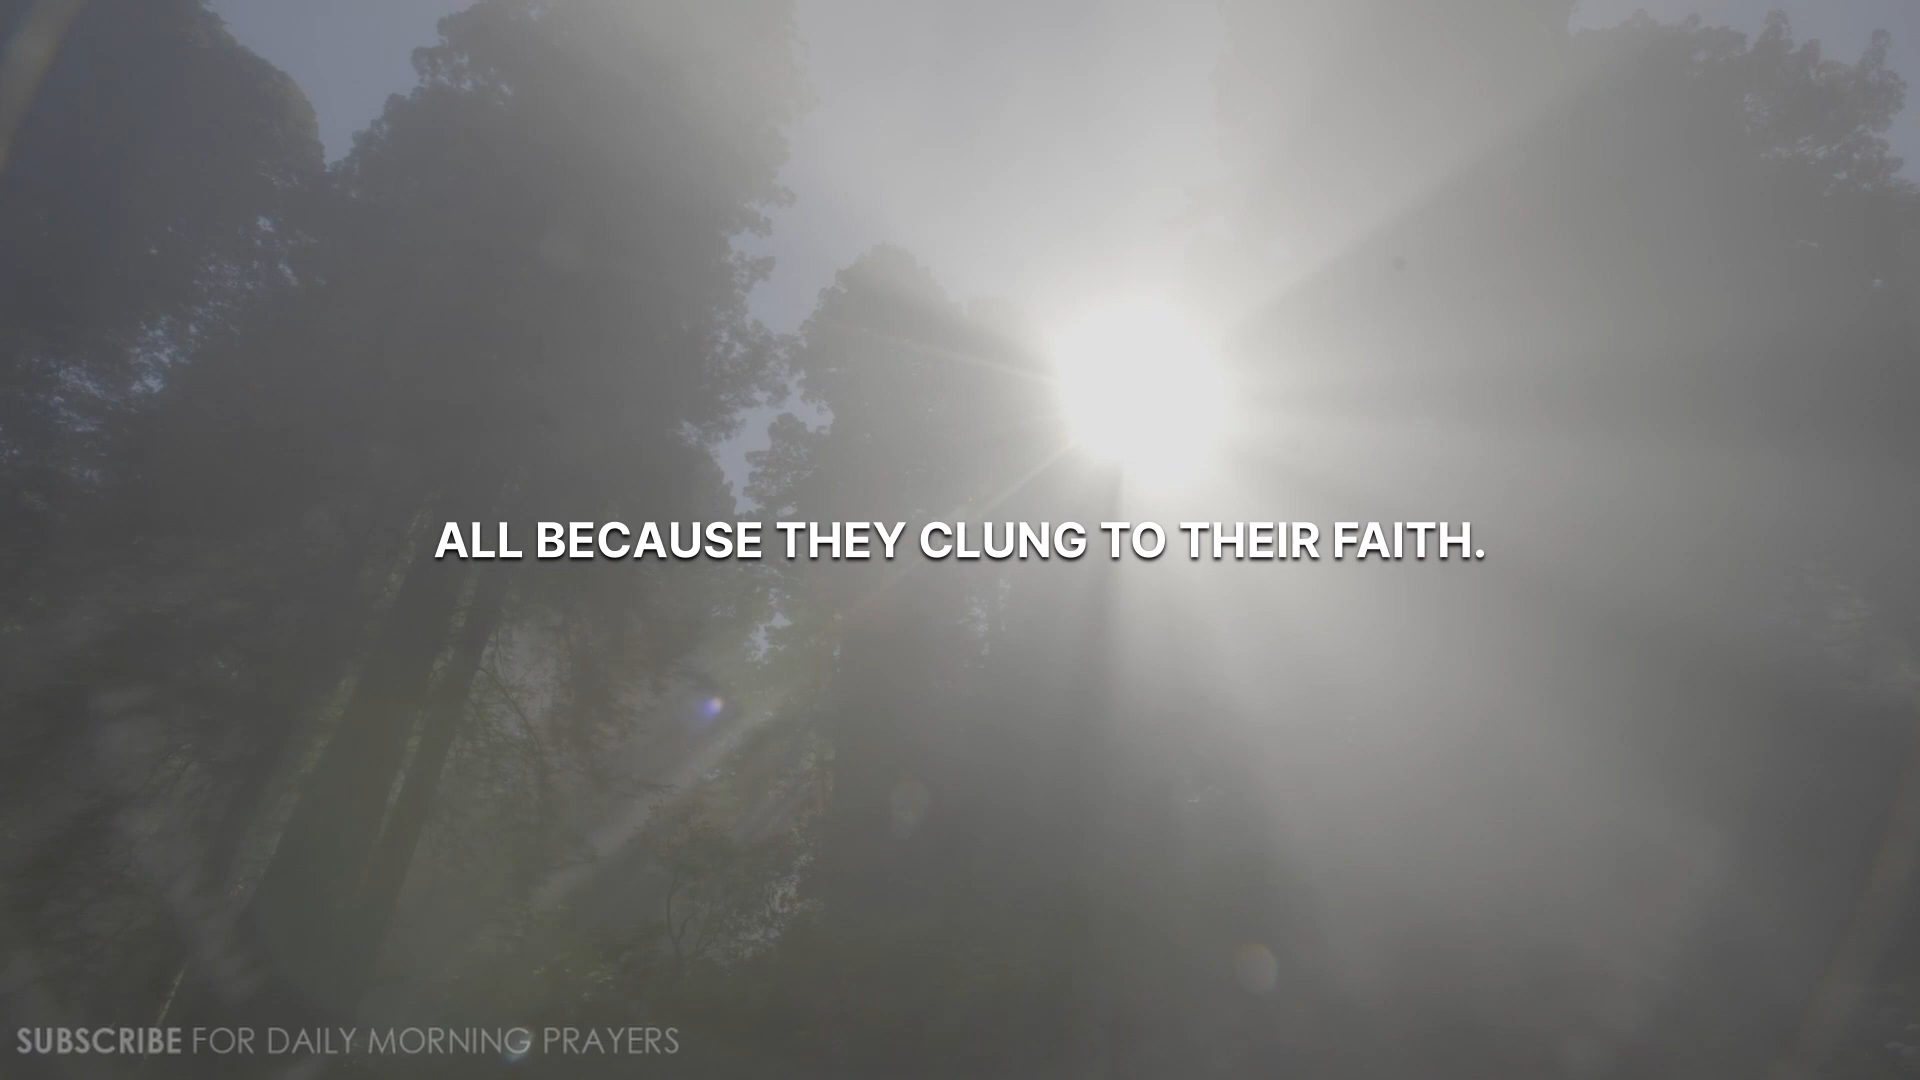 ALL BECAUSE THEY CLUNG TO THEIR FAITH.
SUBSCRIBE FOR DAILY MORNING PRAYERS